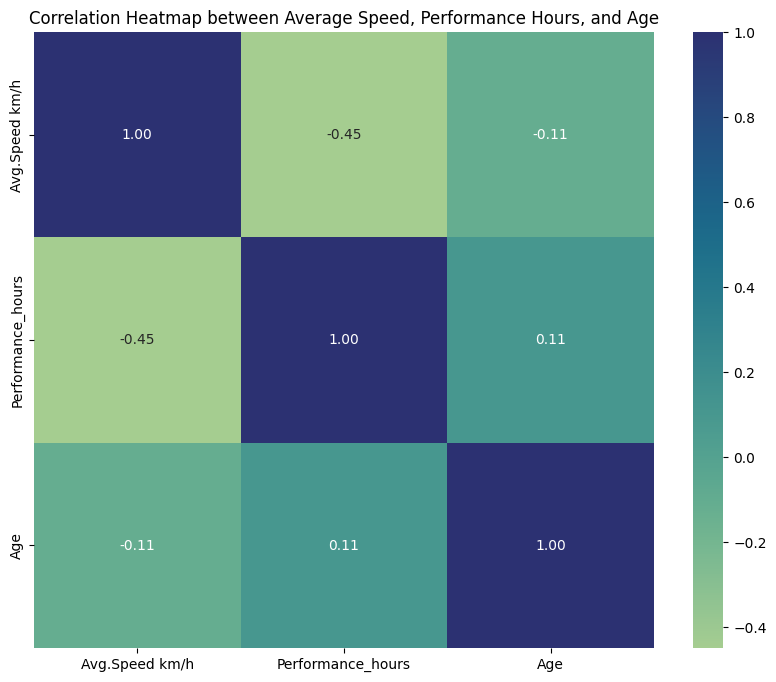 Correlation Heatmap between Average Speed, Performance Hours, and Age
Avg.Speed km/h
1.00
-0.45
-0.11
Performance_hours
-0.45
1.00
0.11
Age
-0.11
0.11
1.00
Avg.Speed km/h
Performance_hours
Age
1.0
0.8
0.6
0.4
0.2
0.0
−0.2
−0.4